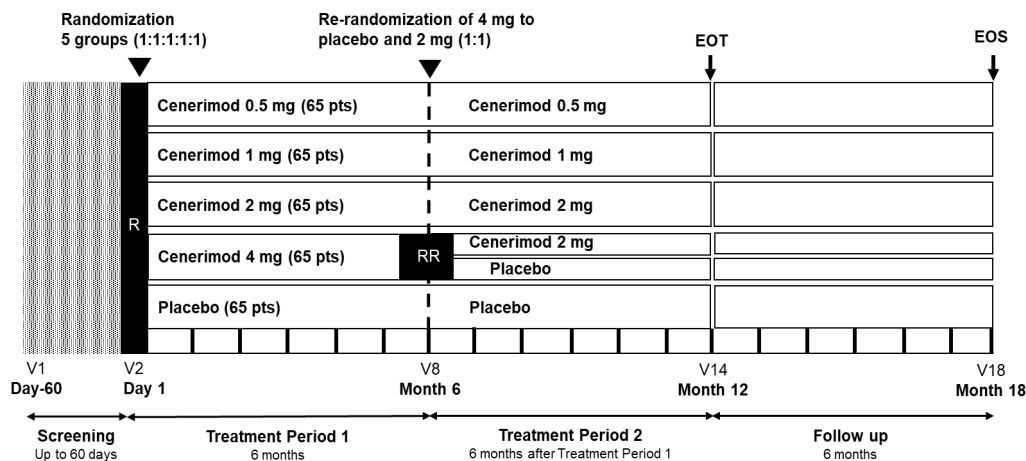 Randomization
5 groups (1:1:1:1:1)
Re-randomization of 4 mg to
placebo and 2 mg (1:1)
EOT
EOS
Cenerimod 0.5 mg (65 pts)
Cenerimod 0.5 mg
Cenerimod 1 mg (65 pts)
Cenerimod 1 mg
Cenerimod 2 mg (65 pts)
Cenerimod 2 mg
R
Cenerimod 4 mg (65 pts)
RR
Cenerimod 2 mg
Placebo
Placebo (65 pts)
Placebo
V1
Day-60
V2
Day 1
V8
Month 6
V14
Month 12
V18
Month 18
Screening
Up to 60 days
Treatment Period 1
6 months
Treatment Period 2
6 months after Treatment Period 1
Follow up
6 months